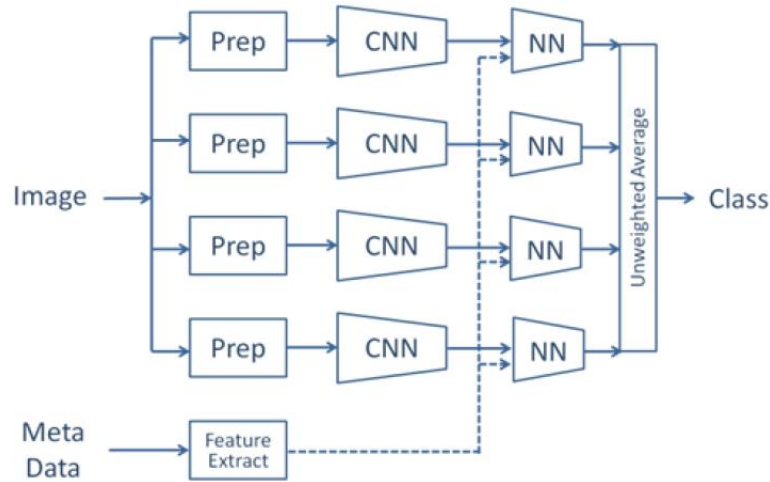 Prep
CNN
NN
Prep
CNN
NN
Image
Unweighted Average
Class
Prep
CNN
NN
Prep
CNN
NN
Meta
Data
Feature
Extract